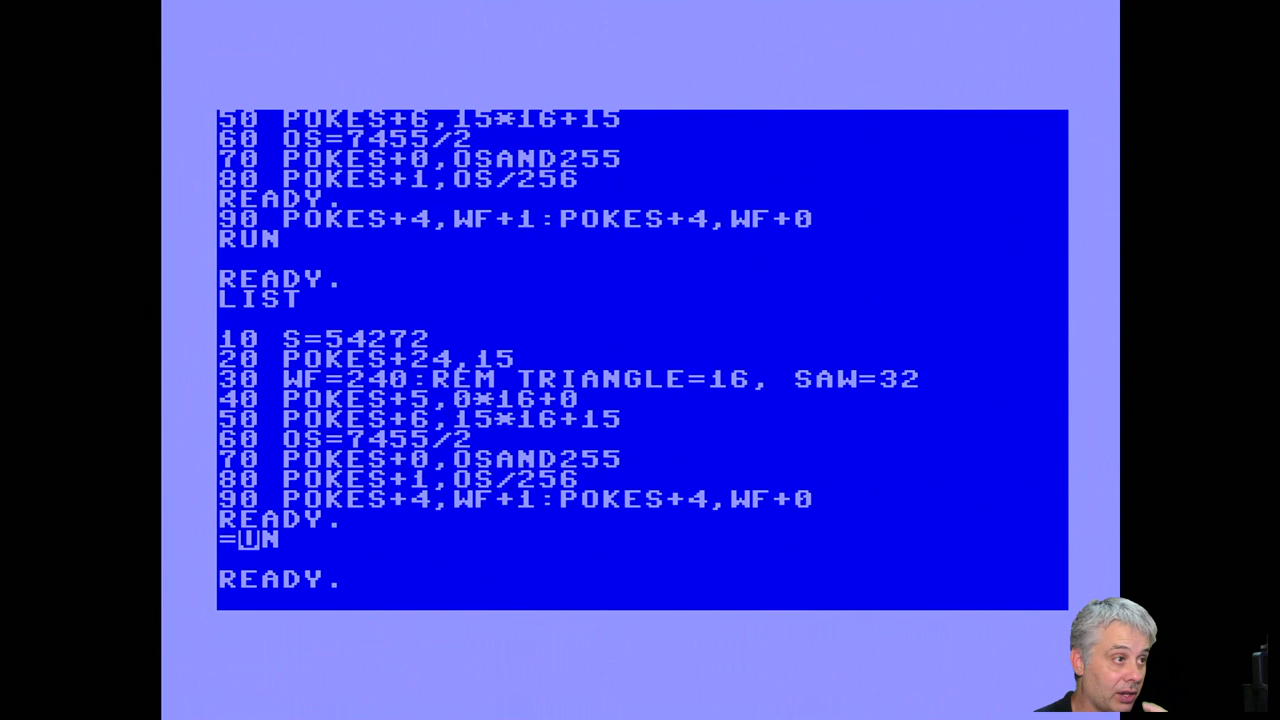 50 POKES+6,15*16+15
60 OS=7455/2
70 POKES+0,OSAND255
80 POKES+1,OS/256
READY.
90 POKES+4,WF+1:POKES+4,WF+0
RUN
READY.
LIST
10 S=54272
20 POKES+24,15
30 WF=240:REM TRIANGLE=16, SAW=32
40 POKES+5,0*16+0
50 POKES+6,15*16+15
60 OS=7455/2
70 POKES+0,OSAND255
80 POKES+1,OS/256
90 POKES+4,WF+1:POKES+4,WF+0
READY.
=UN
READY.